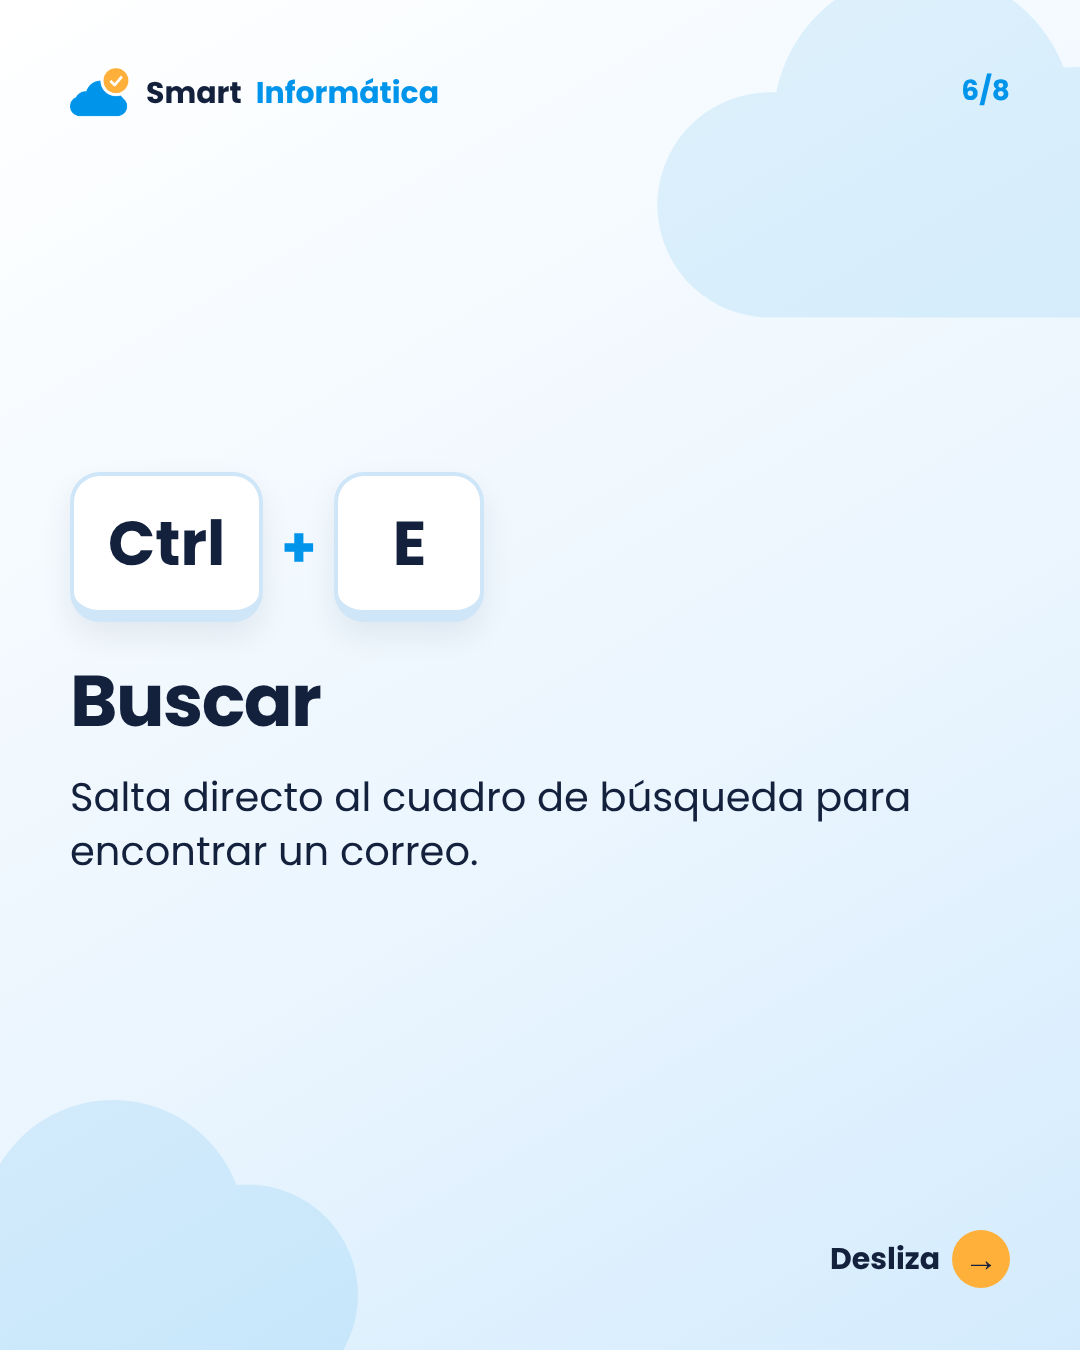 Smart Informática
6/8
Ctrl + E
Buscar
Salta directo al cuadro de búsqueda para
encontrar un correo.
Desliza →